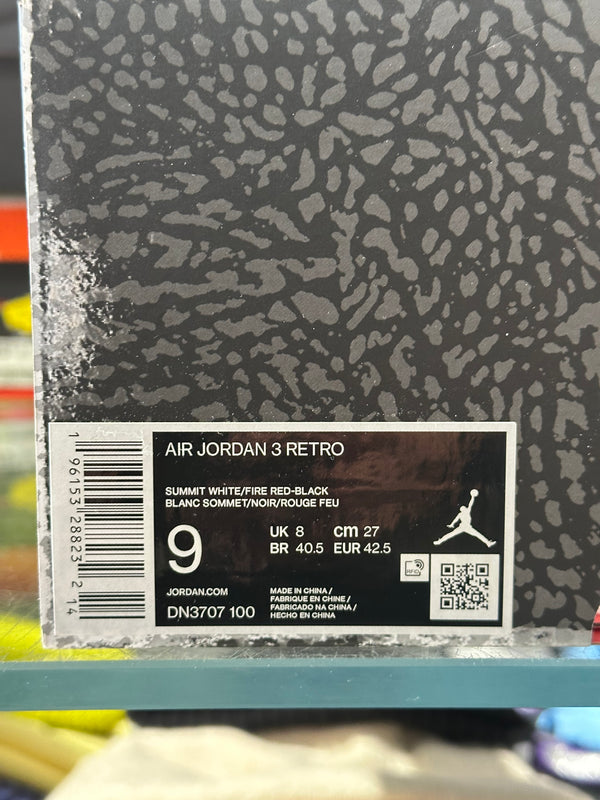 AIR JORDAN 3 RETRO
SUMMIT WHITE/FIRE RED-BLACK
BLANC SOMMET/NOIR/ROUGE FEU
9
UK 8 cm 27
BR 40.5 EUR 42.5
RFID
JORDAN.COM
DN3707 100
MADE IN CHINA /
FABRIQUE EN CHINE /
FABRICADO NA CHINA /
HECHO EN CHINA
1 96153 28823 2 14